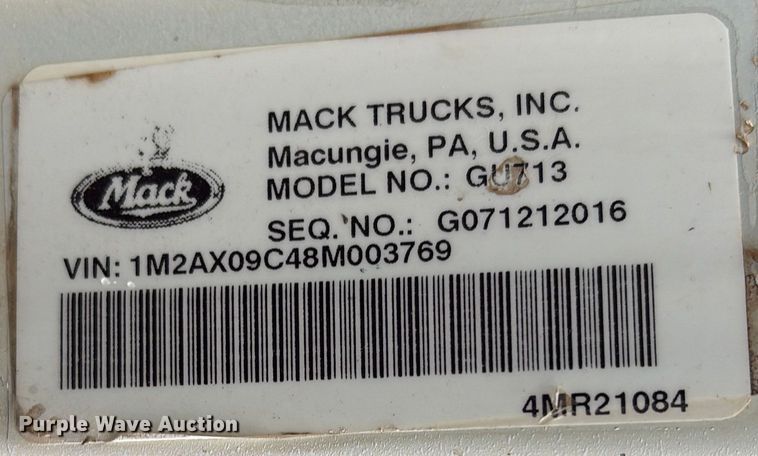 MACK TRUCKS, INC.
Macungie, PA, U.S.A.
MODEL NO.: GU713
Mack
SEQ. NO.: G071212016
VIN: 1M2AX09C48M003769
4MR21084
Purple Wave Auction